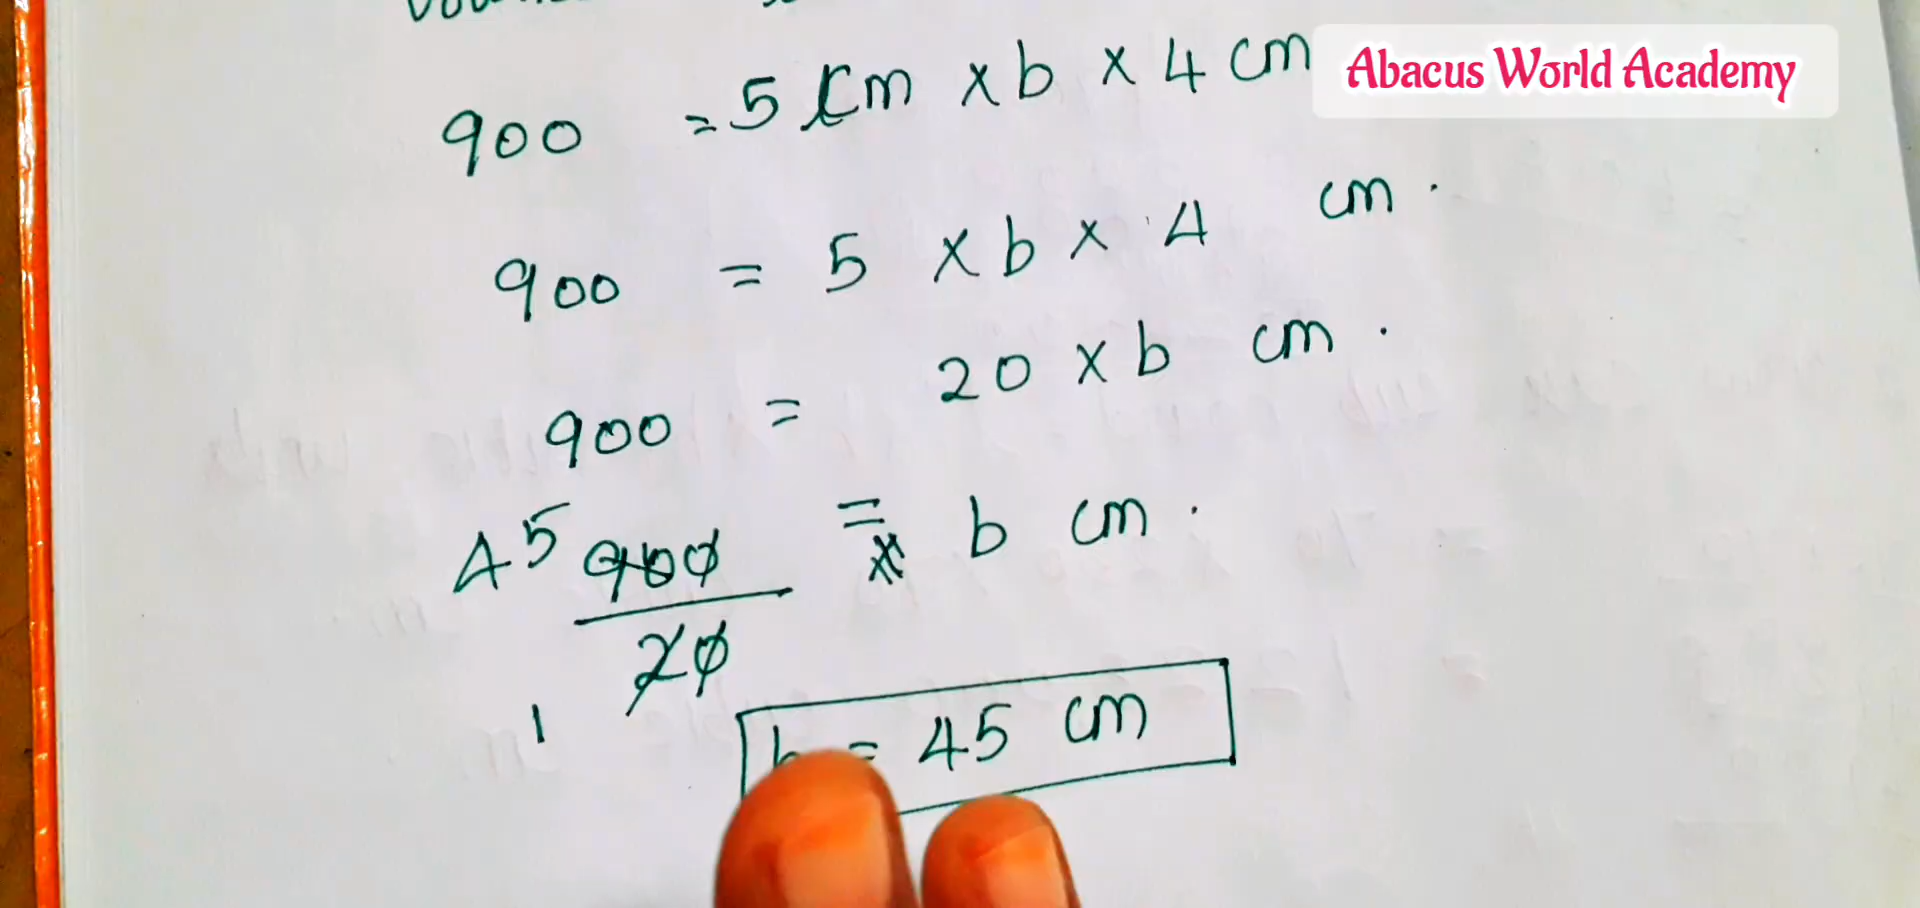 900 = 5 cm x b x 4 cm
Abacus World Academy
900 = 5 x b x 4 cm.
900 = 20 x b cm.
45 900 = b cm.
20
1
b = 45 cm